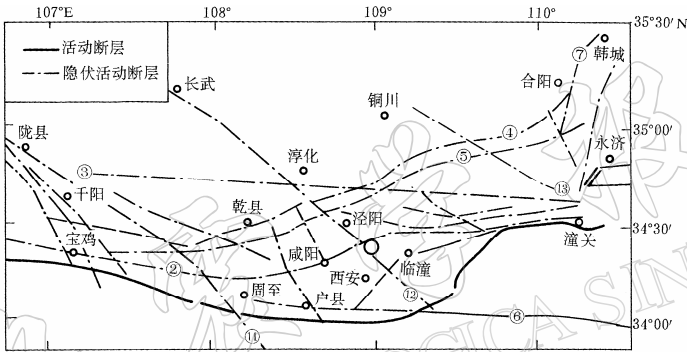 107°E
108°
109°
110°
35°30′N
活动断层
隐伏活动断层
长武
铜川
合阳
⑦
韩城
④
35°00′
陇县
③
淳化
⑤
永济
千阳
⑬
乾县
泾阳
潼关
34°30′
宝鸡
②
咸阳
西安
临潼
周至
户县
⑫
⑥
34°00′
⑪
GICA SIN